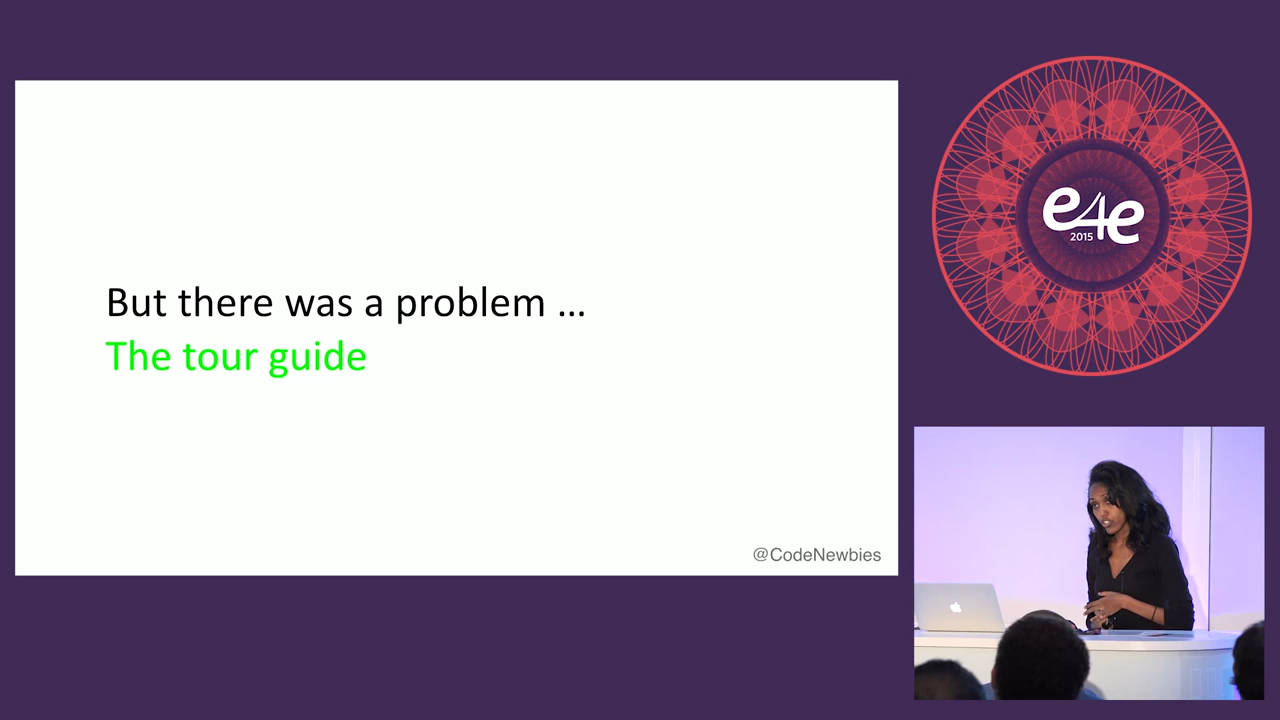 But there was a problem …
The tour guide
@CodeNewbies
e4e
2015